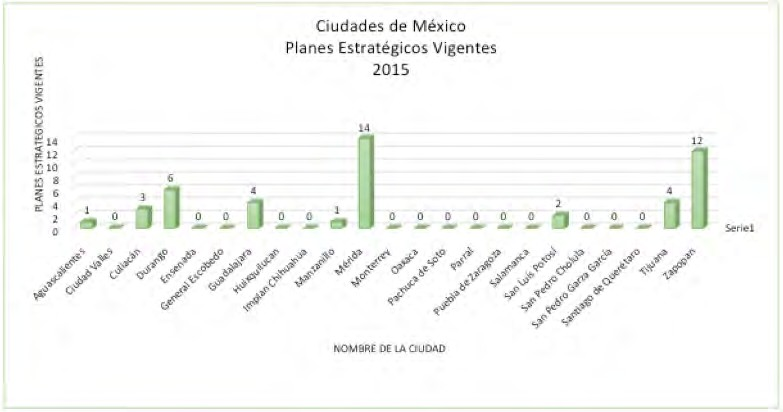 Ciudades de México
Planes Estratégicos Vigentes
2015
PLANES ESTRATEGICOS VIGENTES
14
12
10
8
6
4
2
0
1
0
3
6
0
0
4
0
0
1
14
0
0
0
0
0
0
2
0
0
0
4
12
Serie1
Aguascalientes
Ciudad Valles
Culiacán
Durango
Ensenada
General Escobedo
Guadalajara
Huixquilucan
Implan Chihuahua
Manzanillo
Mérida
Monterrey
Oaxaca
Pachuca de Soto
Parral
Puebla de Zaragoza
Salamanca
San Luis Potosí
San Pedro Cholula
San Pedro Garza García
Santiago de Querétaro
Tijuana
Zapopan
NOMBRE DE LA CIUDAD